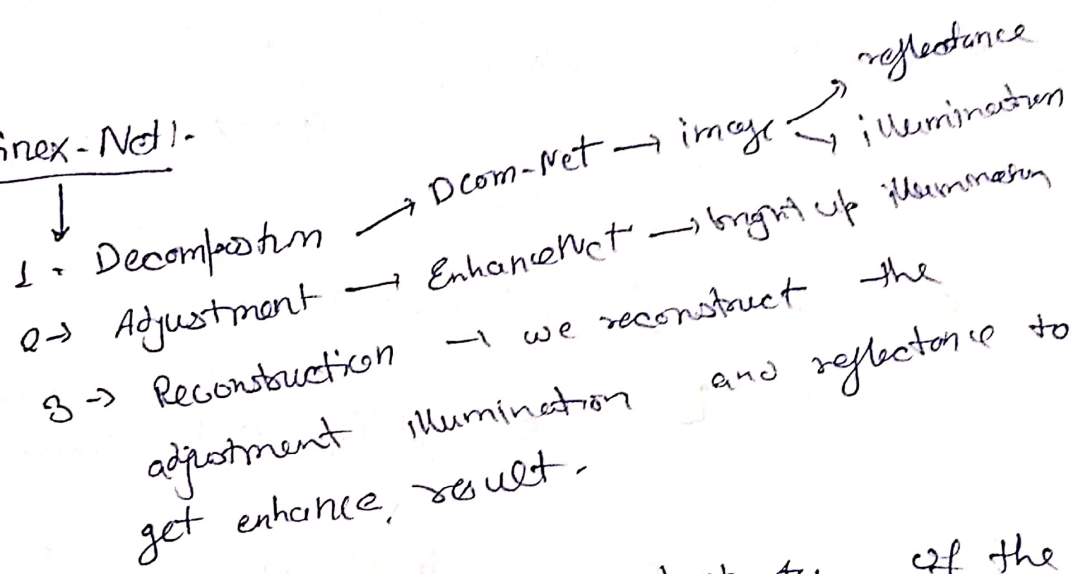 inex-Net :-
1. Decomposition → Dcom-Net → image → reflectance
→ illumination
2 → Adjustment → EnhanceNet → bright up illumination
3 → Reconstruction → we reconstruct the
adjustment illumination and reflectance to
get enhance, result.
of the